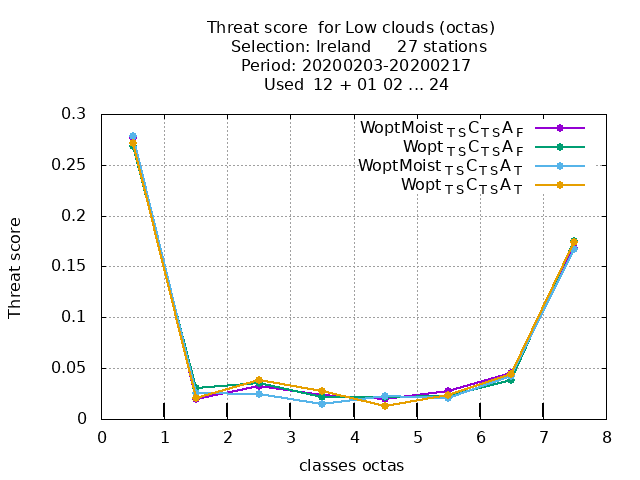 Threat score for Low clouds (octas)
Selection: Ireland 27 stations
Period: 20200203-20200217
Used 12 + 01 02 ... 24
WoptMoist TS C TS A F
Wopt TS C TS A F
WoptMoist TS C TS A T
Wopt TS C TS A T
0.3
0.25
0.2
0.15
0.1
0.05
0
Threat score
0 1 2 3 4 5 6 7 8
classes octas